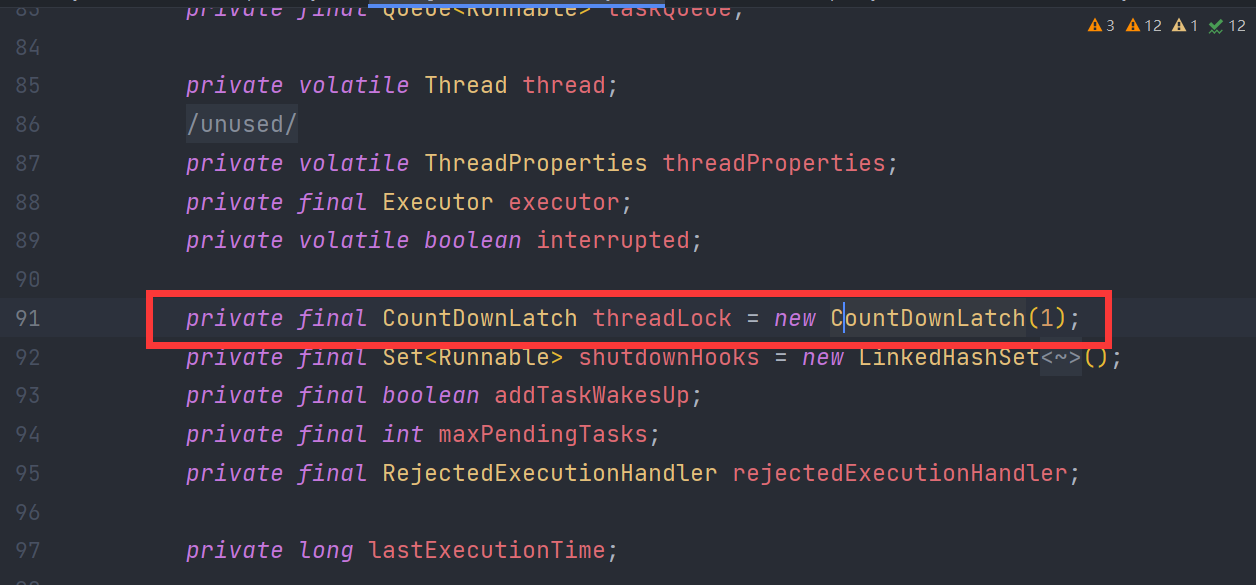 3 12 1 12
83 private final Queue<Runnable> taskQueue;
84
85 private volatile Thread thread;
86 /unused/
87 private volatile ThreadProperties threadProperties;
88 private final Executor executor;
89 private volatile boolean interrupted;
90
91 private final CountDownLatch threadLock = new CountDownLatch(1);
92 private final Set<Runnable> shutdownHooks = new LinkedHashSet<~>();
93 private final boolean addTaskWakesUp;
94 private final int maxPendingTasks;
95 private final RejectedExecutionHandler rejectedExecutionHandler;
96
97 private long lastExecutionTime;